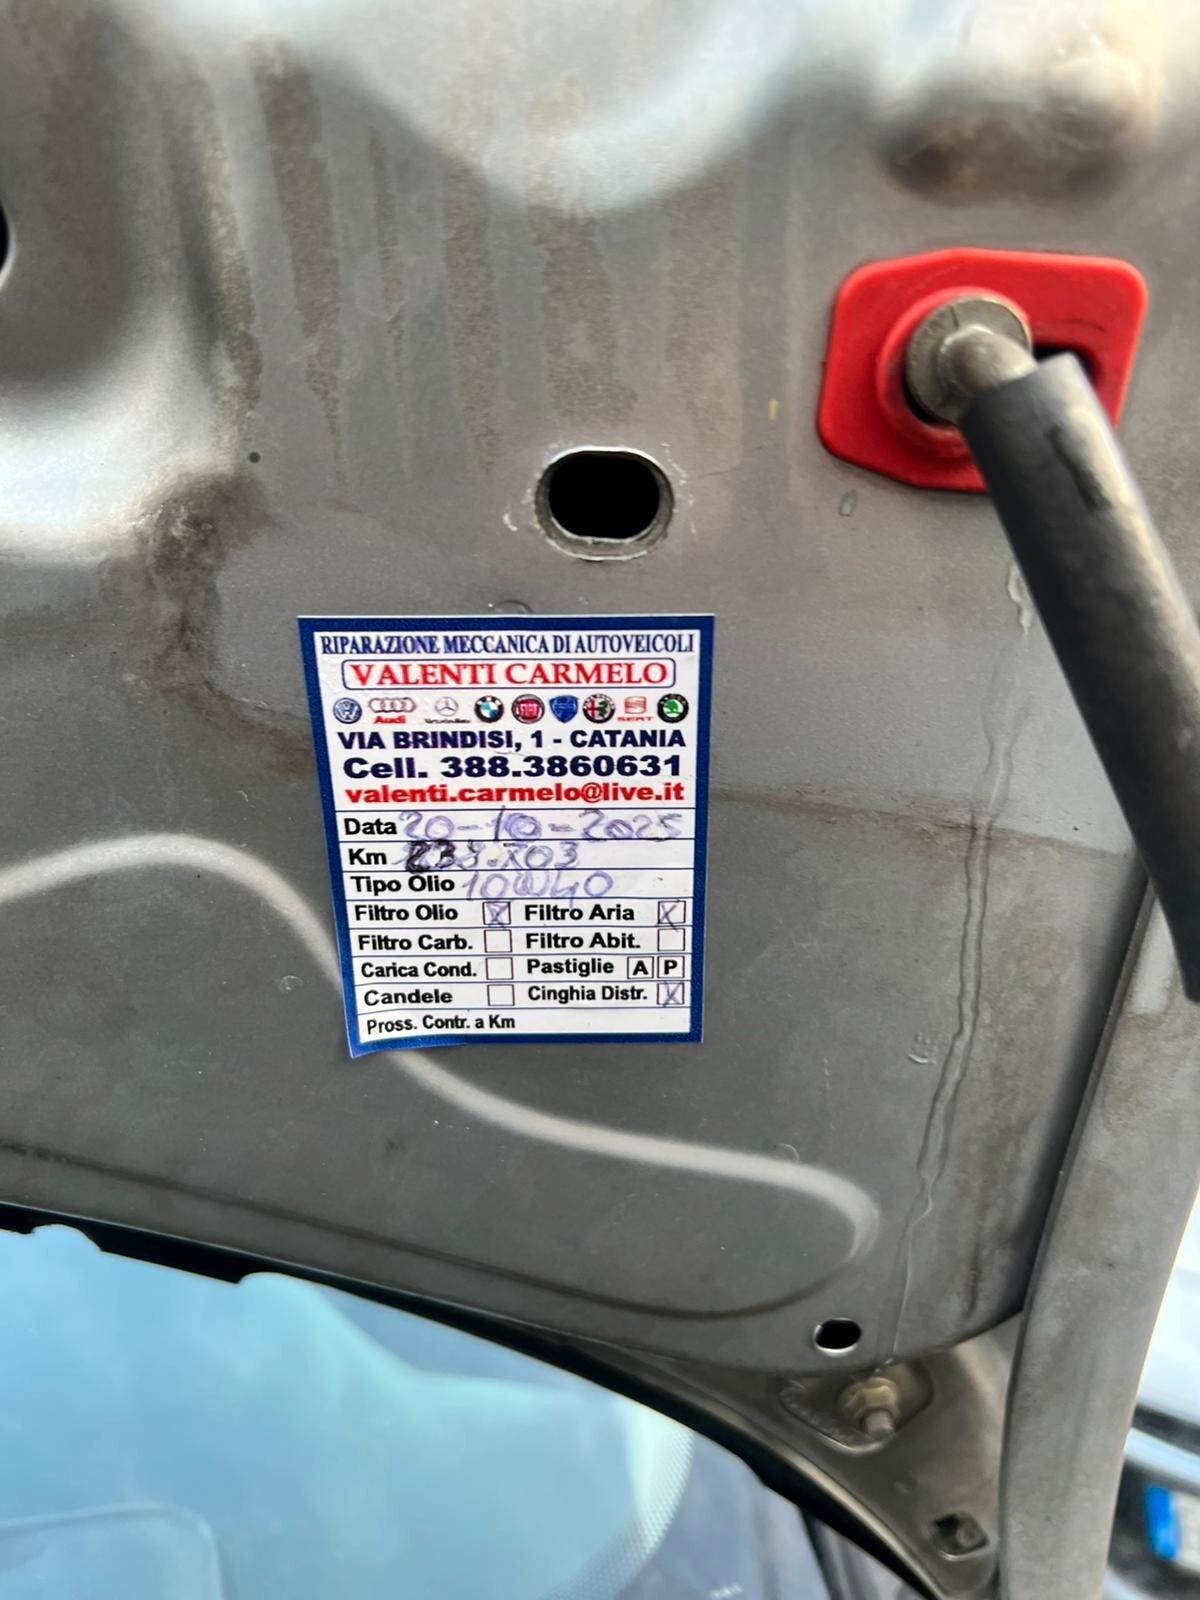 RIPARAZIONE MECCANICA DI AUTOVEICOLI
VALENTI CARMELO
Audi SEAT
VIA BRINDISI, 1 - CATANIA
Cell. 388.3860631
valenti.carmelo@live.it
Data 20-10-2025
Km
Tipo Olio 10W40
Filtro Olio X Filtro Aria X
Filtro Carb. Filtro Abit.
Carica Cond. Pastiglie A P
Candele Cinghia Distr. X
Pross. Contr. a Km